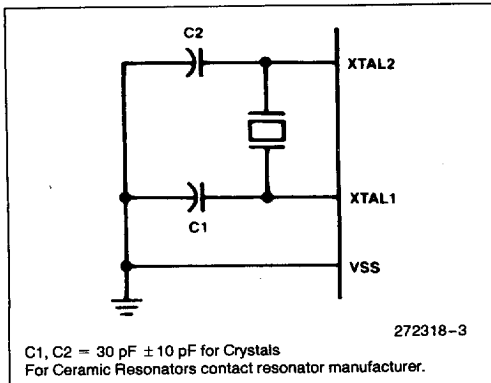 C2
XTAL2
XTAL1
C1
VSS
272318–3
C1, C2 = 30 pF ±10 pF for Crystals
For Ceramic Resonators contact resonator manufacturer.